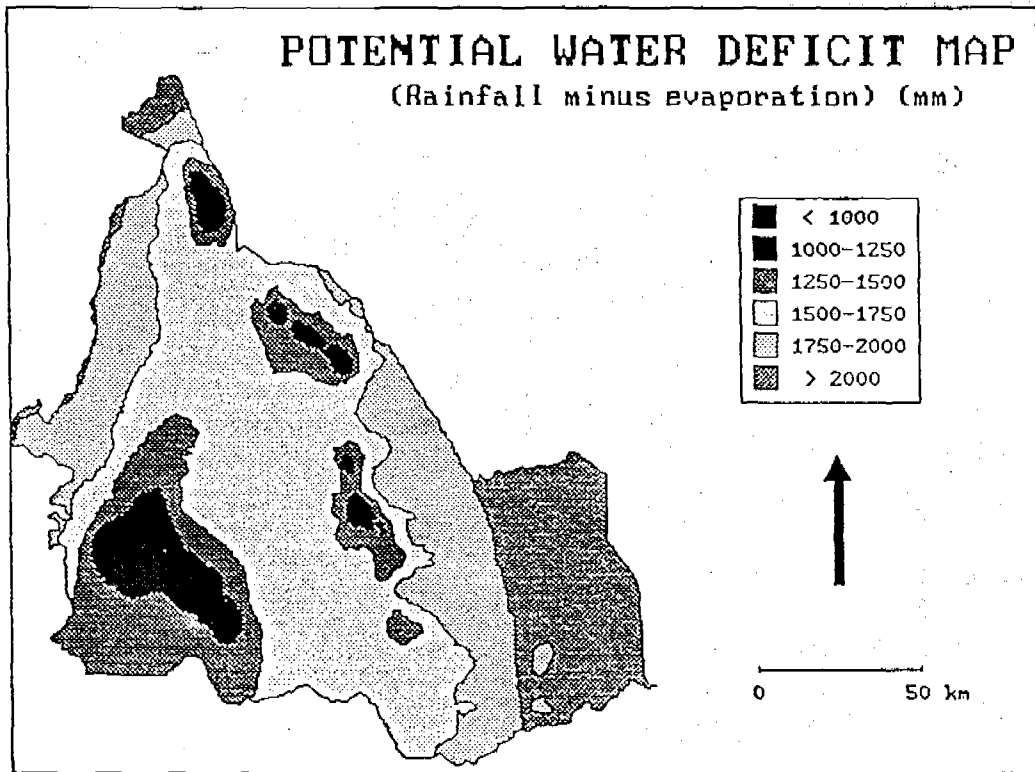 POTENTIAL WATER DEFICIT MAP
(Rainfall minus evaporation) (mm)
< 1000
1000-1250
1250-1500
1500-1750
1750-2000
> 2000
0 50 km